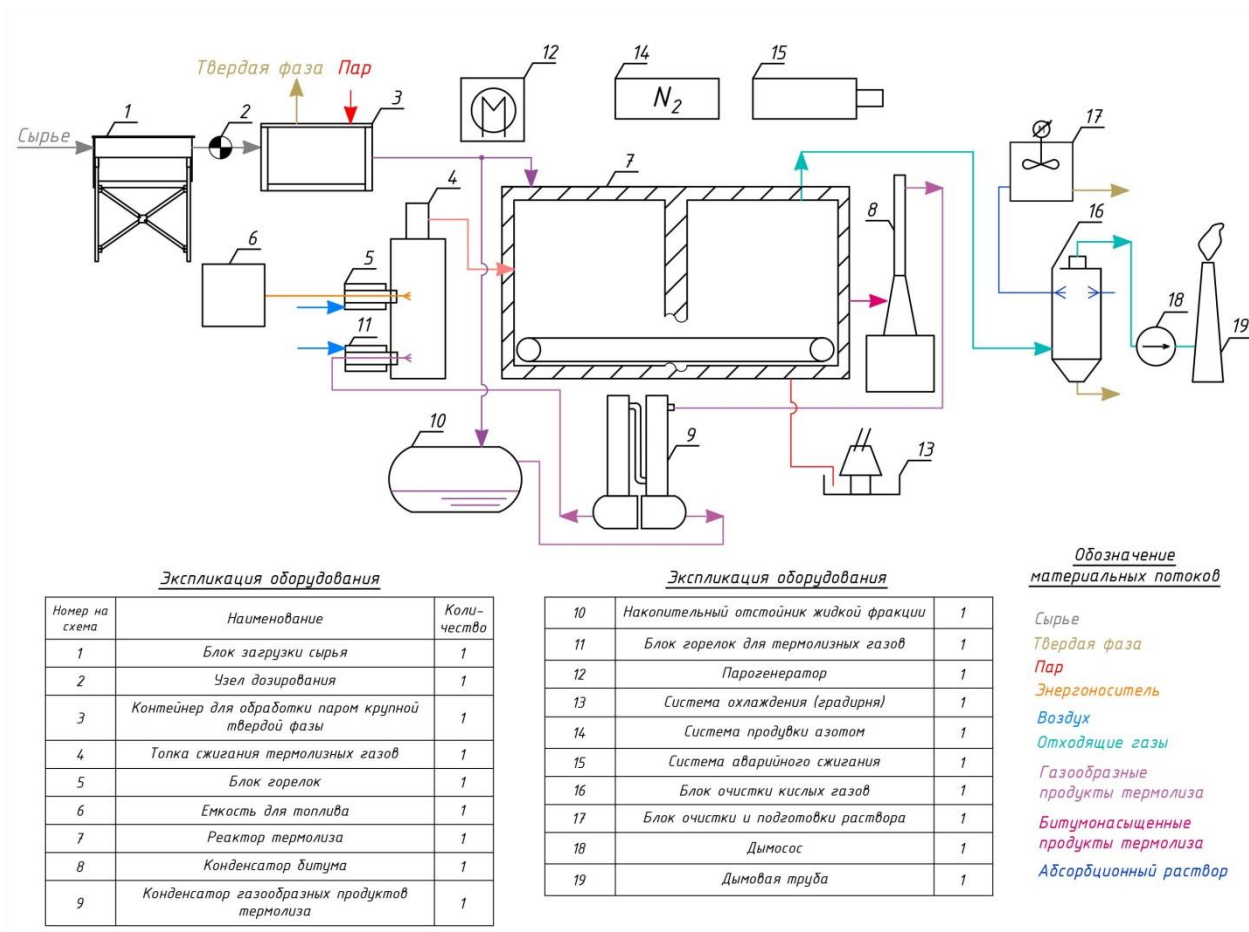 Твердая фаза
Пар
Сырье
1
2
3
4
5
6
7
8
9
10
11
12
13
14
N₂
15
16
17
М
18
19
Экспликация оборудования
Номер на схема
Наименование
Коли-
чество
1
Блок загрузки сырья
1
2
Узел дозирования
1
3
Контейнер для обработки паром крупной
твердой фазы
1
4
Топка сжигания термолизных газов
1
5
Блок горелок
1
6
Емкость для топлива
1
7
Реактор термолиза
1
8
Конденсатор битума
1
9
Конденсатор газообразных продуктов
термолиза
1
Экспликация оборудования
10
Накопительный отстойник жидкой фракции
1
11
Блок горелок для термолизных газов
1
12
Парогенератор
1
13
Система охлаждения (градирня)
1
14
Система продувки азотом
1
15
Система аварийного сжигания
1
16
Блок очистки кислых газов
1
17
Блок очистки и подготовки раствора
1
18
Дымосос
1
19
Дымовая труба
1
Обозначение
материальных потоков
Сырье
Твердая фаза
Пар
Энергоноситель
Воздух
Отходящие газы
Газообразные
продукты термолиза
Битумонасыщенные
продукты термолиза
Абсорбционный раствор